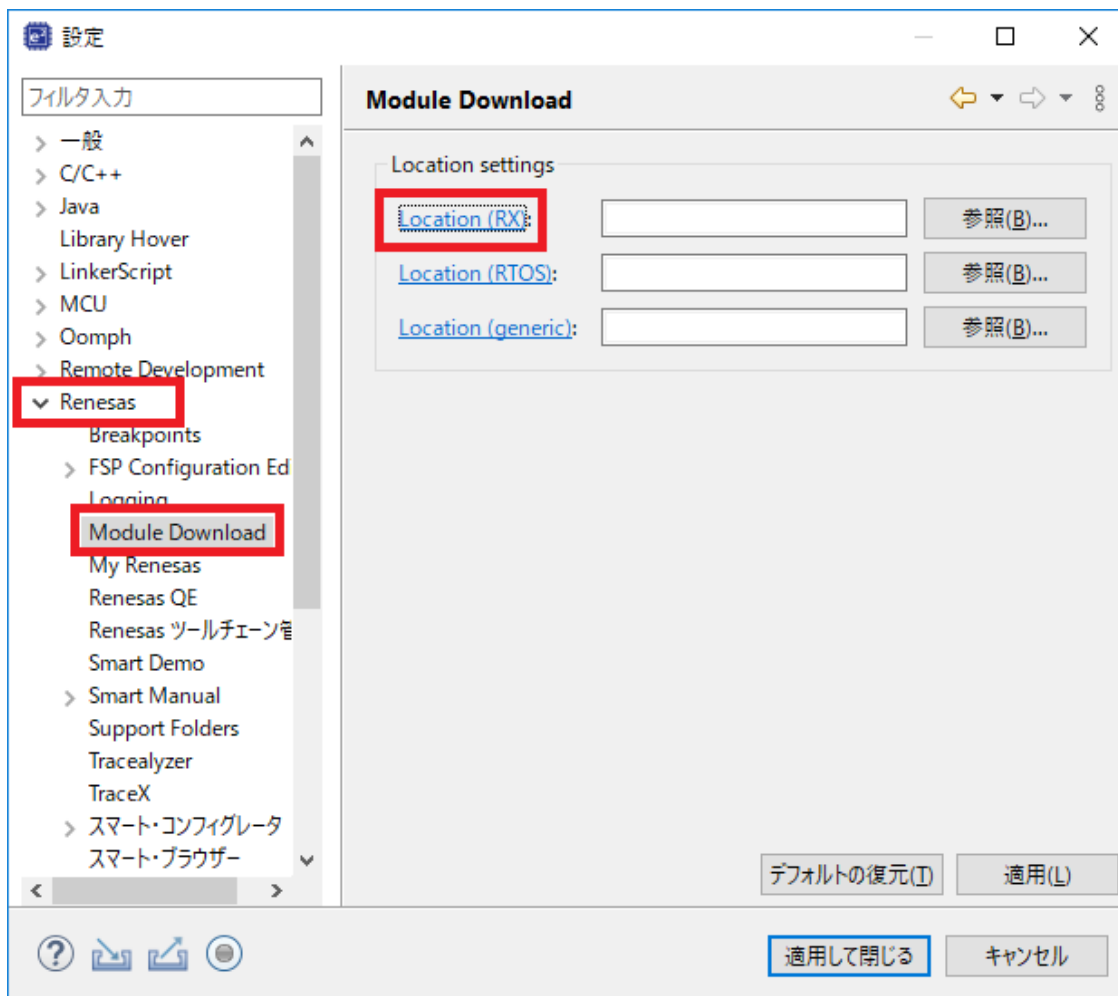 設定
フィルタ入力
Module Download
一般
C/C++
Java
Library Hover
LinkerScript
MCU
Oomph
Remote Development
Renesas
Breakpoints
FSP Configuration Ed
Logging
Module Download
My Renesas
Renesas QE
Renesas ツールチェーン管
Smart Demo
Smart Manual
Support Folders
Tracealyzer
TraceX
スマート・コンフィグレータ
スマート・ブラウザー
Location settings
Location (RX): 参照(B)...
Location (RTOS): 参照(B)...
Location (generic): 参照(B)...
デフォルトの復元(T) 適用(L)
適用して閉じる キャンセル